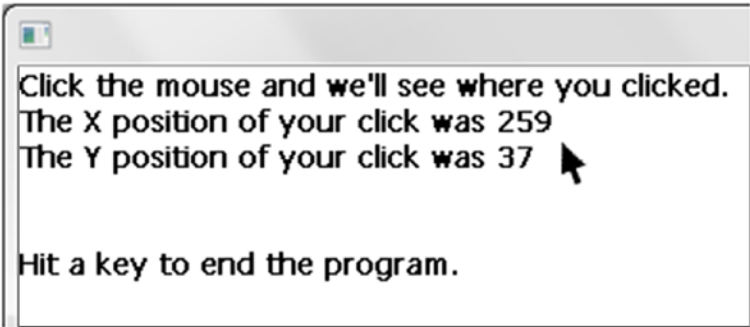 Click the mouse and we'll see where you clicked.
The X position of your click was 259
The Y position of your click was 37
Hit a key to end the program.